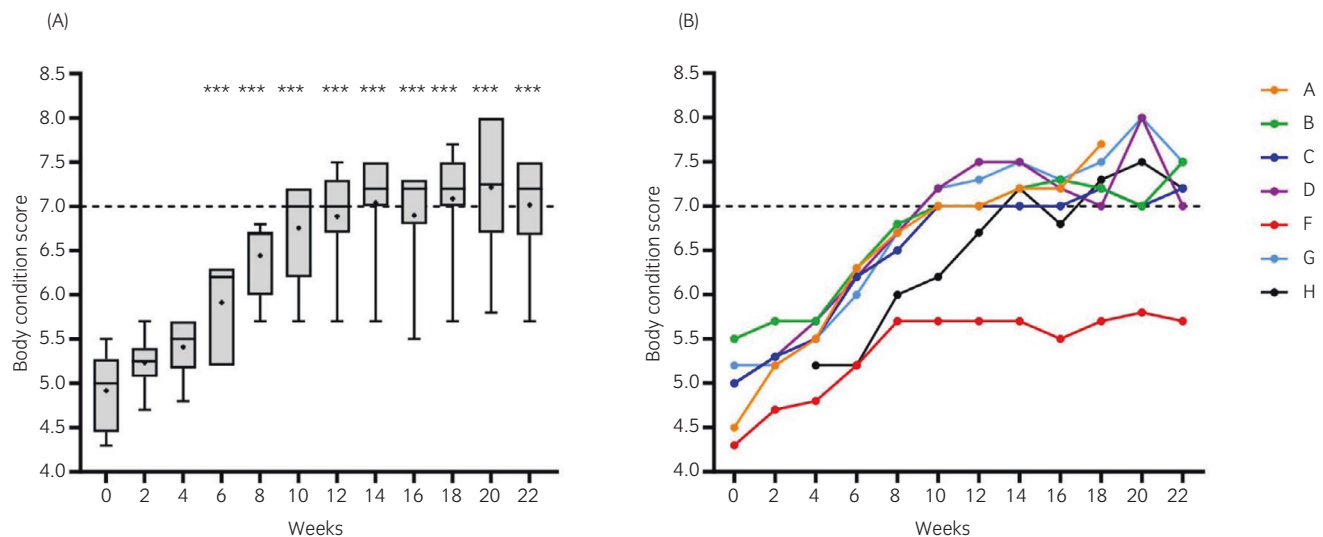 (A)
8.5
8.0
7.5
7.0
6.5
6.0
5.5
5.0
4.5
4.0
Body condition score
*** *** *** *** *** *** *** *** ***
0 2 4 6 8 10 12 14 16 18 20 22
Weeks
(B)
8.5
8.0
7.5
7.0
6.5
6.0
5.5
5.0
4.5
4.0
Body condition score
0 2 4 6 8 10 12 14 16 18 20 22
Weeks
A
B
C
D
F
G
H